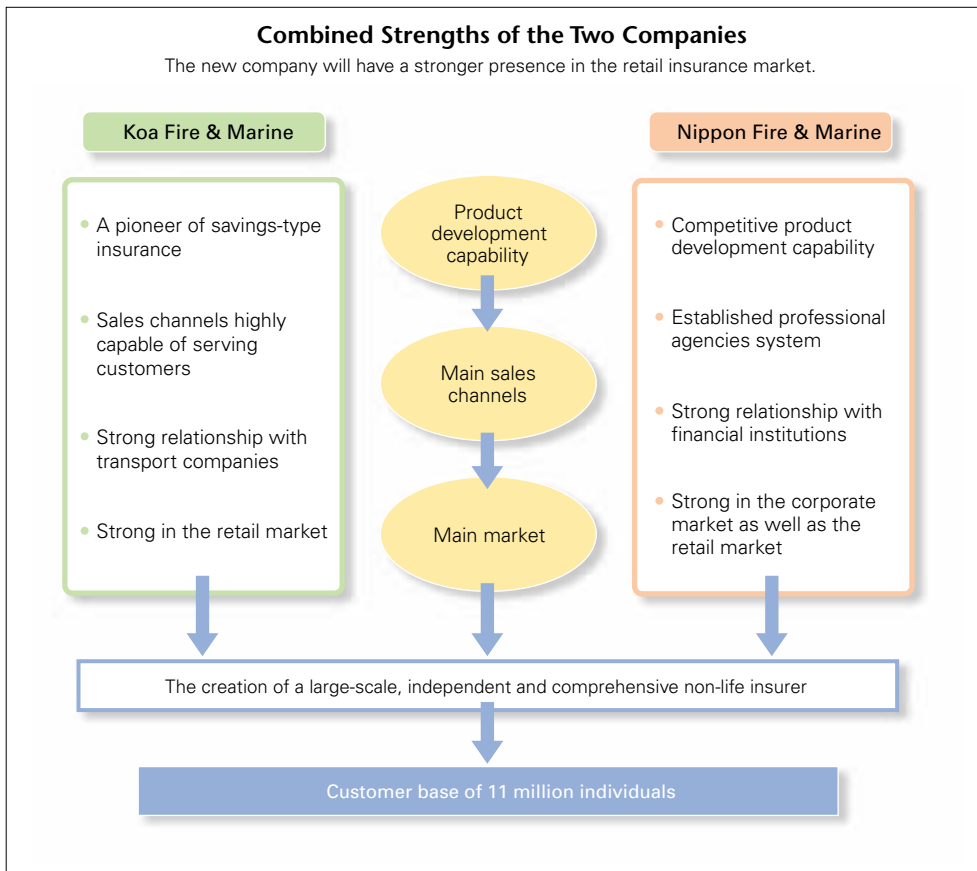 Combined Strengths of the Two Companies
The new company will have a stronger presence in the retail insurance market.
Koa Fire & Marine
• A pioneer of savings-type
insurance
• Sales channels highly
capable of serving
customers
• Strong relationship with
transport companies
• Strong in the retail market
Product
development
capability
Main sales
channels
Main market
Nippon Fire & Marine
• Competitive product
development capability
• Established professional
agencies system
• Strong relationship with
financial institutions
• Strong in the corporate
market as well as the
retail market
The creation of a large-scale, independent and comprehensive non-life insurer
Customer base of 11 million individuals